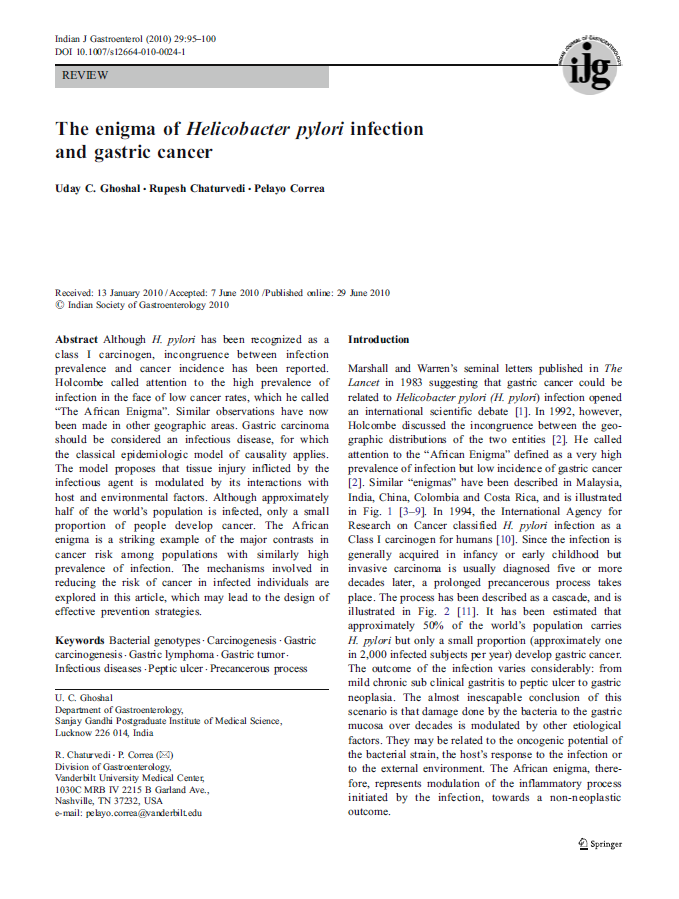 Indian J Gastroenterol (2010) 29:95–100
DOI 10.1007/s12664-010-0024-1
REVIEW
INDIAN JOURNAL OF GASTROENTEROLOGY
ijg
The enigma of Helicobacter pylori infection
and gastric cancer
Uday C. Ghoshal · Rupesh Chaturvedi · Pelayo Correa
Received: 13 January 2010 / Accepted: 7 June 2010 /Published online: 29 June 2010
© Indian Society of Gastroenterology 2010
Abstract Although H. pylori has been recognized as a
class I carcinogen, incongruence between infection
prevalence and cancer incidence has been reported.
Holcombe called attention to the high prevalence of
infection in the face of low cancer rates, which he called
“The African Enigma”. Similar observations have now
been made in other geographic areas. Gastric carcinoma
should be considered an infectious disease, for which
the classical epidemiologic model of causality applies.
The model proposes that tissue injury inflicted by the
infectious agent is modulated by its interactions with
host and environmental factors. Although approximately
half of the world’s population is infected, only a small
proportion of people develop cancer. The African
enigma is a striking example of the major contrasts in
cancer risk among populations with similarly high
prevalence of infection. The mechanisms involved in
reducing the risk of cancer in infected individuals are
explored in this article, which may lead to the design of
effective prevention strategies.
Keywords Bacterial genotypes · Carcinogenesis · Gastric
carcinogenesis · Gastric lymphoma · Gastric tumor ·
Infectious diseases · Peptic ulcer · Precancerous process
U. C. Ghoshal
Department of Gastroenterology,
Sanjay Gandhi Postgraduate Institute of Medical Science,
Lucknow 226 014, India
R. Chaturvedi · P. Correa (✉)
Division of Gastroenterology,
Vanderbilt University Medical Center,
1030C MRB IV 2215 B Garland Ave.,
Nashville, TN 37232, USA
e-mail: pelayo.correa@vanderbilt.edu
Introduction
Marshall and Warren’s seminal letters published in The
Lancet in 1983 suggesting that gastric cancer could be
related to Helicobacter pylori (H. pylori) infection opened
an international scientific debate [1]. In 1992, however,
Holcombe discussed the incongruence between the geo-
graphic distributions of the two entities [2]. He called
attention to the “African Enigma” defined as a very high
prevalence of infection but low incidence of gastric cancer
[2]. Similar “enigmas” have been described in Malaysia,
India, China, Colombia and Costa Rica, and is illustrated
in Fig. 1 [3–9]. In 1994, the International Agency for
Research on Cancer classified H. pylori infection as a
Class I carcinogen for humans [10]. Since the infection is
generally acquired in infancy or early childhood but
invasive carcinoma is usually diagnosed five or more
decades later, a prolonged precancerous process takes
place. The process has been described as a cascade, and is
illustrated in Fig. 2 [11]. It has been estimated that
approximately 50% of the world’s population carries
H. pylori but only a small proportion (approximately one
in 2,000 infected subjects per year) develop gastric cancer.
The outcome of the infection varies considerably: from
mild chronic sub clinical gastritis to peptic ulcer to gastric
neoplasia. The almost inescapable conclusion of this
scenario is that damage done by the bacteria to the gastric
mucosa over decades is modulated by other etiological
factors. They may be related to the oncogenic potential of
the bacterial strain, the host’s response to the infection or
to the external environment. The African enigma, there-
fore, represents modulation of the inflammatory process
initiated by the infection, towards a non-neoplastic
outcome.
Springer